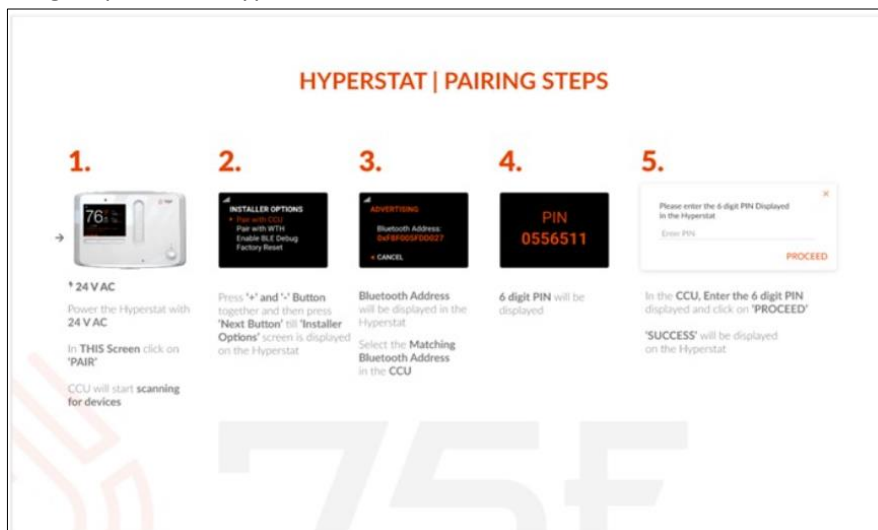 HYPERSTAT | PAIRING STEPS
1.
76
24 V AC
Power the Hyperstat with
24 V AC
In THIS Screen click on
'PAIR'
CCU will start scanning
for devices
2.
INSTALLER OPTIONS
Pair with CCU
Pair with WTH
Enable BLE Debug
Factory Reset
Press '+' and '-' Button
together and then press
'Next Button' till 'Installer
Options' screen is displayed
on the Hyperstat
3.
ADVERTISING
Bluetooth Address:
CANCEL
Bluetooth Address
will be displayed in the
Hyperstat
Select the Matching
Bluetooth Address
in the CCU
4.
PIN
0556511
6 digit PIN will be
displayed
5.
Please enter the 6 digit PIN Displayed
in the Hyperstat
Enter PIN
PROCEED
In the CCU, Enter the 6 digit PIN
displayed and click on 'PROCEED'
'SUCCESS' will be displayed
on the Hyperstat
75F